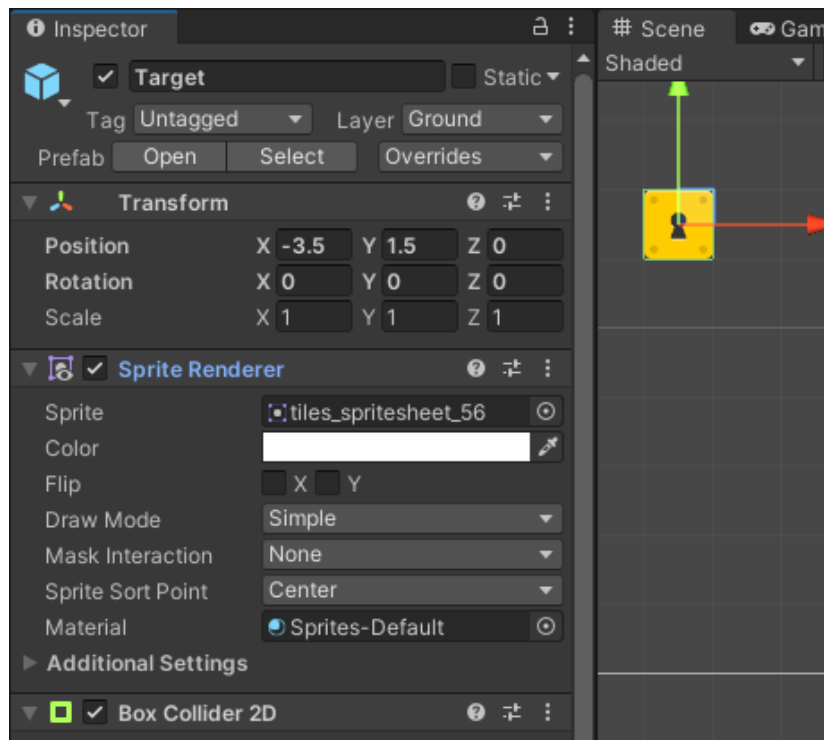 Inspector
Scene Gam
Shaded
Target Static
Tag Untagged Layer Ground
Prefab Open Select Overrides
Transform
Position X -3.5 Y 1.5 Z 0
Rotation X 0 Y 0 Z 0
Scale X 1 Y 1 Z 1
Sprite Renderer
Sprite tiles_spritesheet_56
Color
Flip X Y
Draw Mode Simple
Mask Interaction None
Sprite Sort Point Center
Material Sprites-Default
Additional Settings
Box Collider 2D